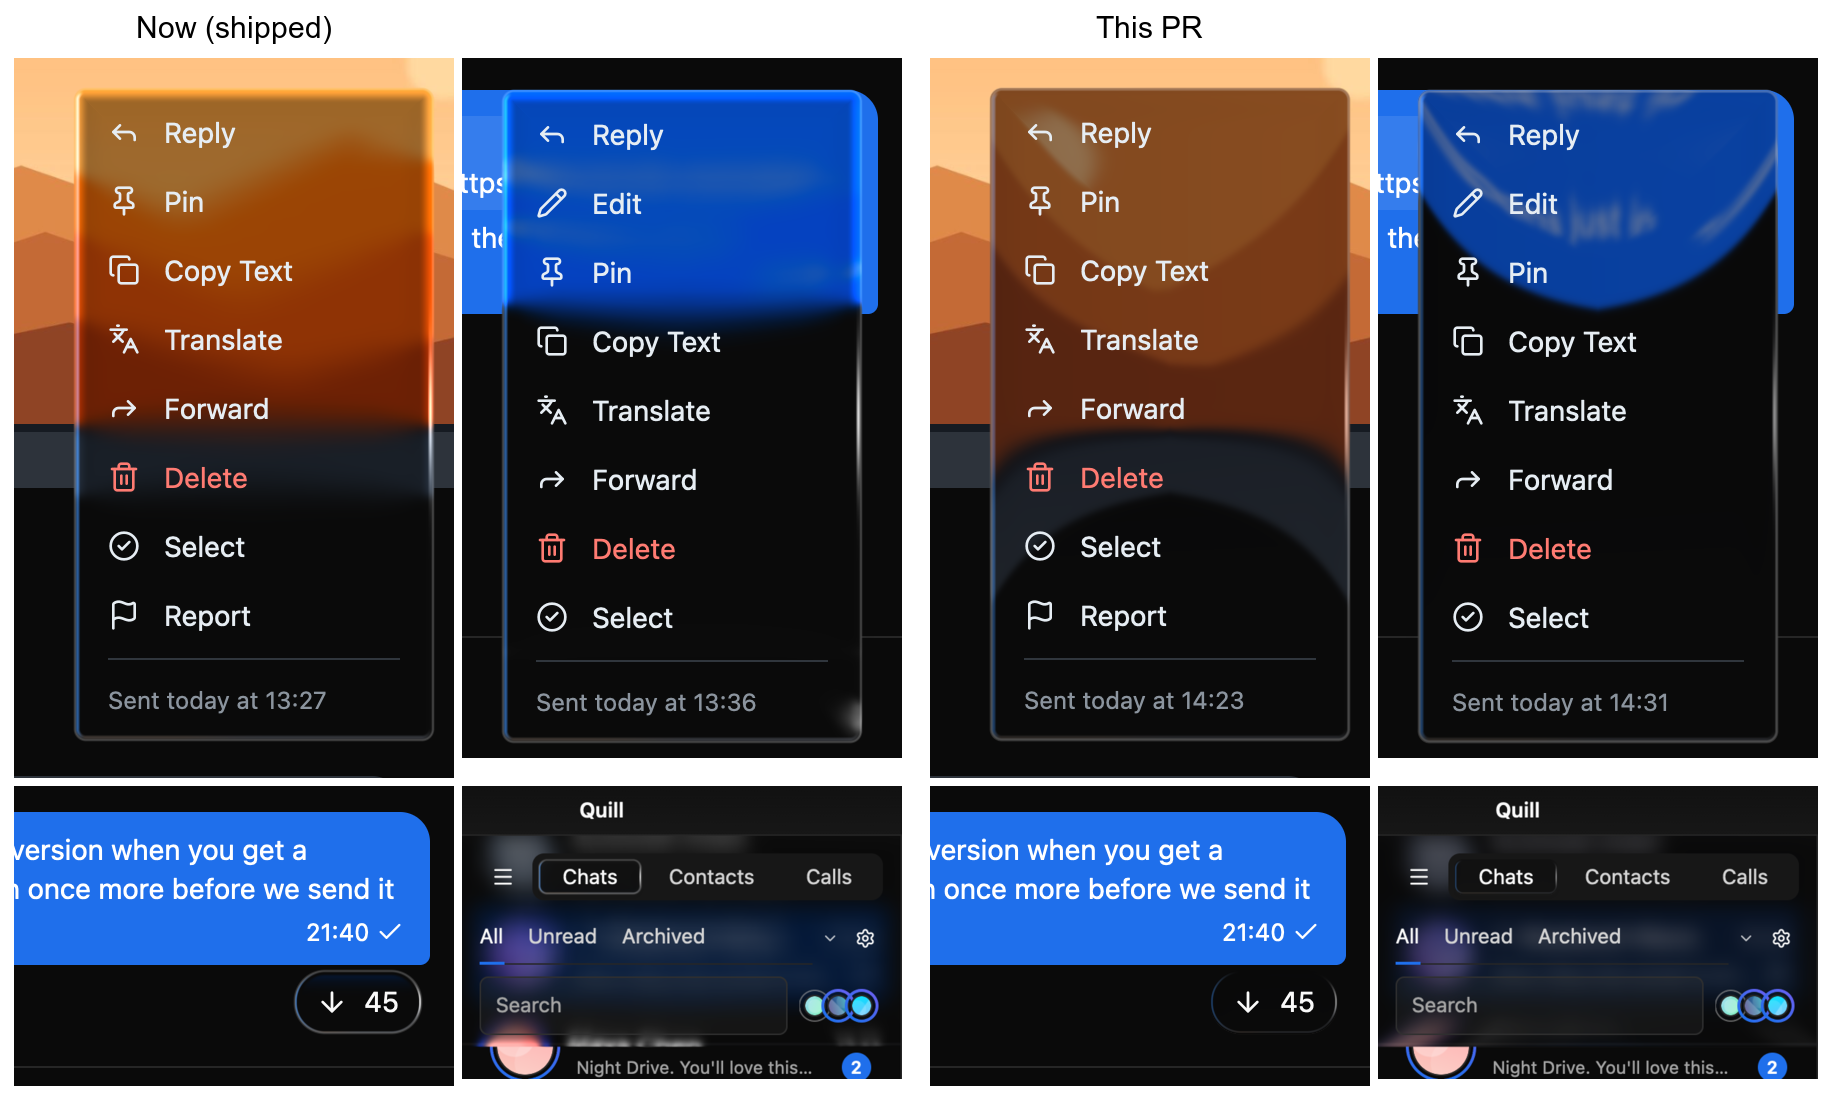 Now (shipped)
This PR
Reply
Pin
Copy Text
Translate
Forward
Delete
Select
Report
Sent today at 13:27
ttps
the
Reply
Edit
Pin
Copy Text
Translate
Forward
Delete
Select
Sent today at 13:36
Reply
Pin
Copy Text
Translate
Forward
Delete
Select
Report
Sent today at 14:23
ttps
the
Reply
Edit
just in
Pin
Copy Text
Translate
Forward
Delete
Select
Sent today at 14:31
version when you get a
n once more before we send it
21:40
45
Quill
Chats Contacts Calls
All Unread Archived
Search
Night Drive. You'll love this... 2
version when you get a
n once more before we send it
21:40
45
Quill
Chats Contacts Calls
All Unread Archived
Search
Night Drive. You'll love this... 2